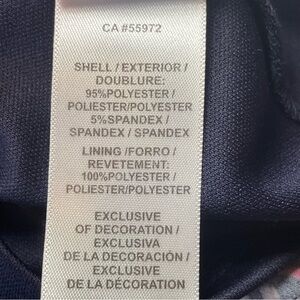 CA #55972
SHELL / EXTERIOR /
DOUBLURE:
95%POLYESTER /
POLIESTER/POLYESTER
5%SPANDEX /
SPANDEX / SPANDEX
LINING /FORRO /
REVETEMENT:
100%POLYESTER /
POLIESTER/POLYESTER
EXCLUSIVE
OF DECORATION /
EXCLUSIVA
DE LA DECORACIÓN /
EXCLUSIVE
DE LA DÉCORATION